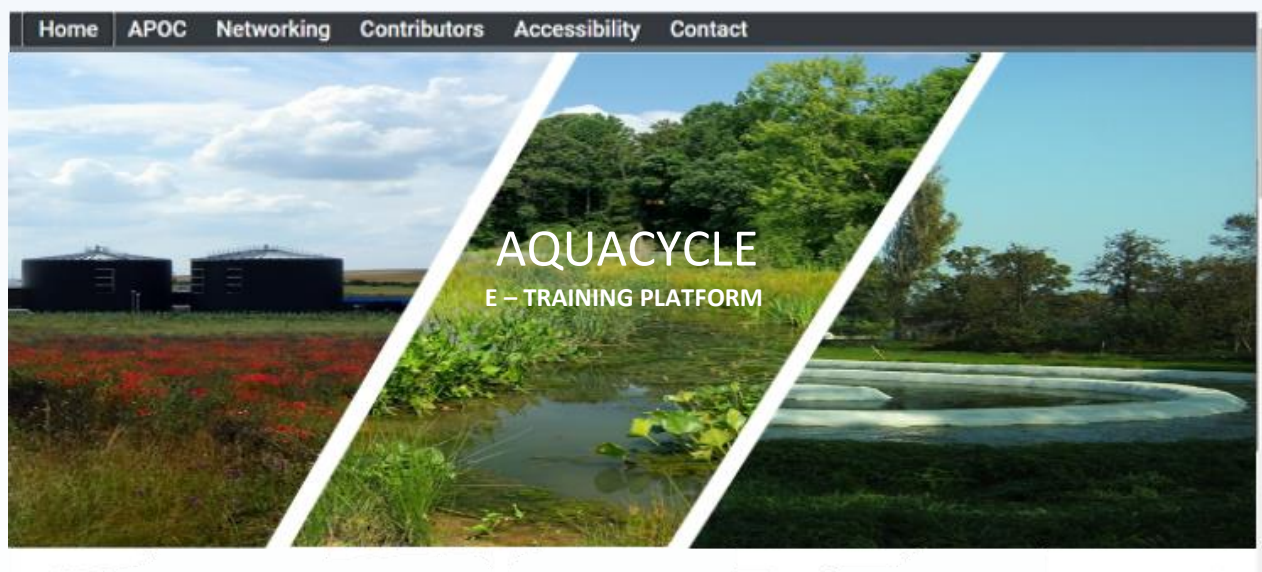 Home APOC Networking Contributors Accessibility Contact
AQUACYCLE
E – TRAINING PLATFORM